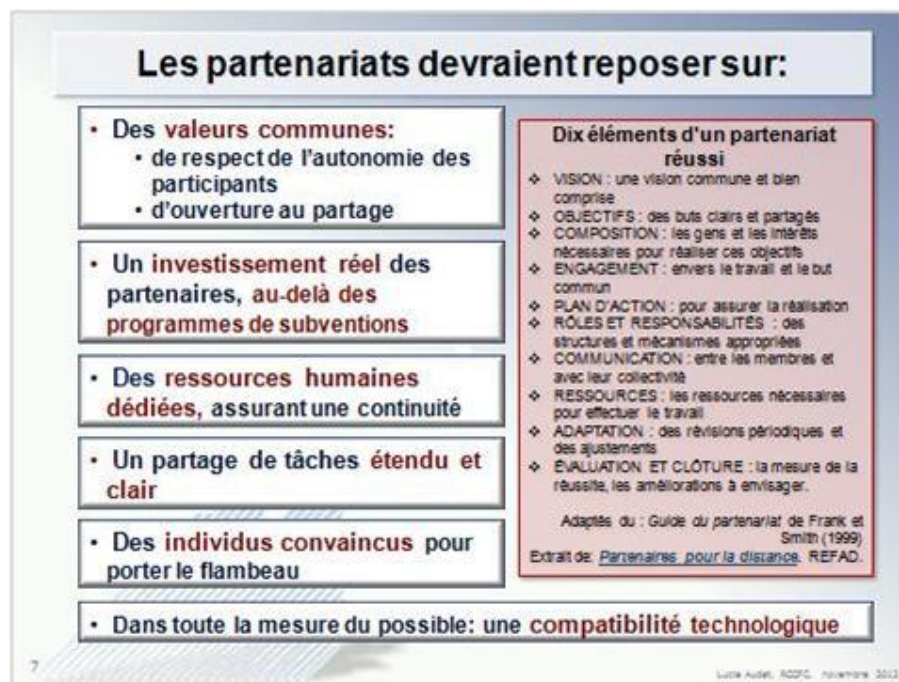 Les partenariats devraient reposer sur:
• Des valeurs communes:
• de respect de l'autonomie des
participants
• d'ouverture au partage
• Un investissement réel des
partenaires, au-delà des
programmes de subventions
• Des ressources humaines
dédiées, assurant une continuité
• Un partage de tâches étendu et
clair
• Des individus convaincus pour
porter le flambeau
Dix éléments d'un partenariat
réussi
❖ VISION : une vision commune et bien
comprise
❖ OBJECTIFS : des buts clairs et partagés
❖ COMPOSITION : les gens et les intérêts
nécessaires pour réaliser ces objectifs
❖ ENGAGEMENT : envers le travail et le but
commun
❖ PLAN D'ACTION : pour assurer la réalisation
❖ RÔLES ET RESPONSABILITÉS : des
structures et mécanismes appropriées
❖ COMMUNICATION : entre les membres et
avec leur collectivité
❖ RESSOURCES : les ressources nécessaires
pour effectuer le travail
❖ ADAPTATION : des révisions périodiques et
des ajustements
❖ ÉVALUATION ET CLÔTURE : la mesure de la
réussite, les améliorations à envisager.
Adaptés du : Guide du partenariat de Frank et
Smith (1999)
Extrait de: Partenaires pour la distance. REFAD.
• Dans toute la mesure du possible: une compatibilité technologique
7
Lucie Audet, RCCFC, novembre